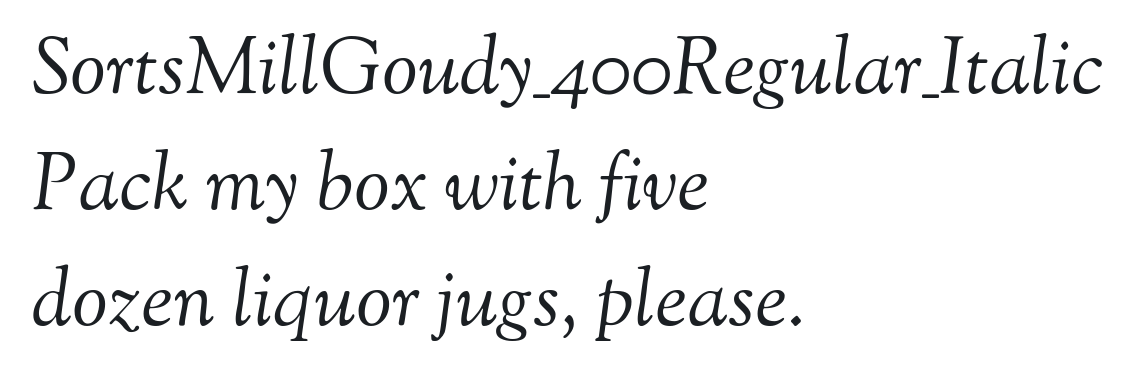 SortsMillGoudy_400Regular_Italic
Pack my box with five
dozen liquor jugs, please.